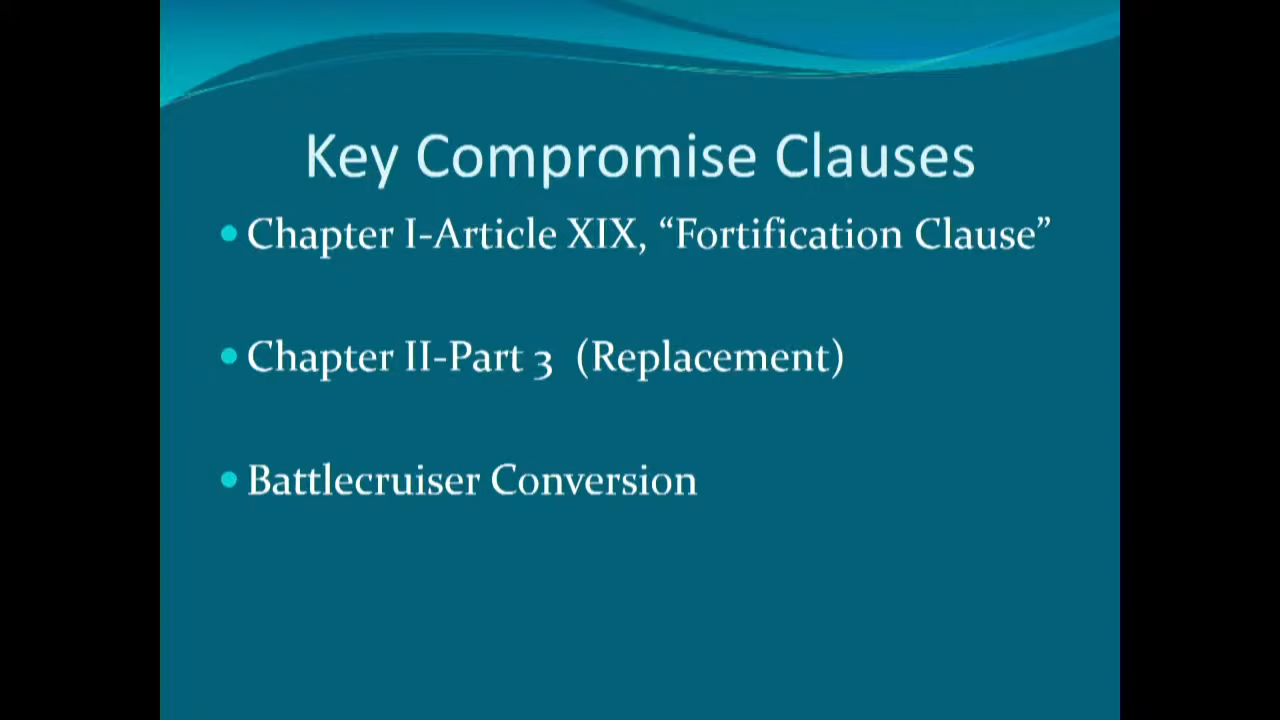 Key Compromise Clauses
• Chapter I-Article XIX, “Fortification Clause”
• Chapter II-Part 3 (Replacement)
• Battlecruiser Conversion